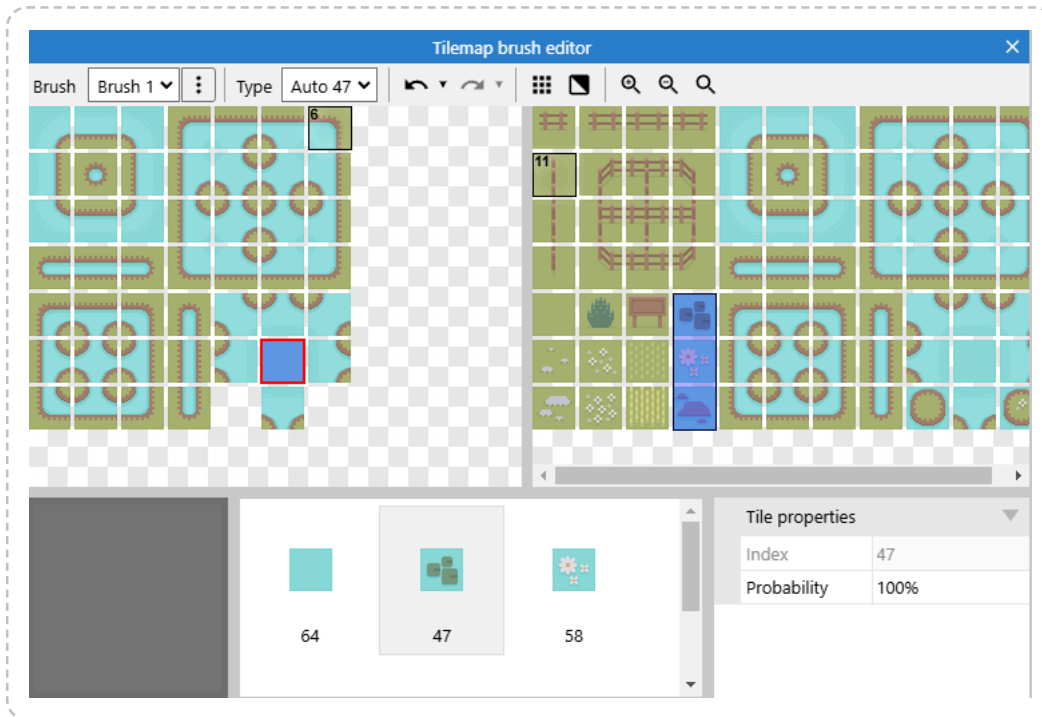 Tilemap brush editor
Brush Brush 1 Type Auto 47
6
11
64 47 58
Tile properties
Index 47
Probability 100%